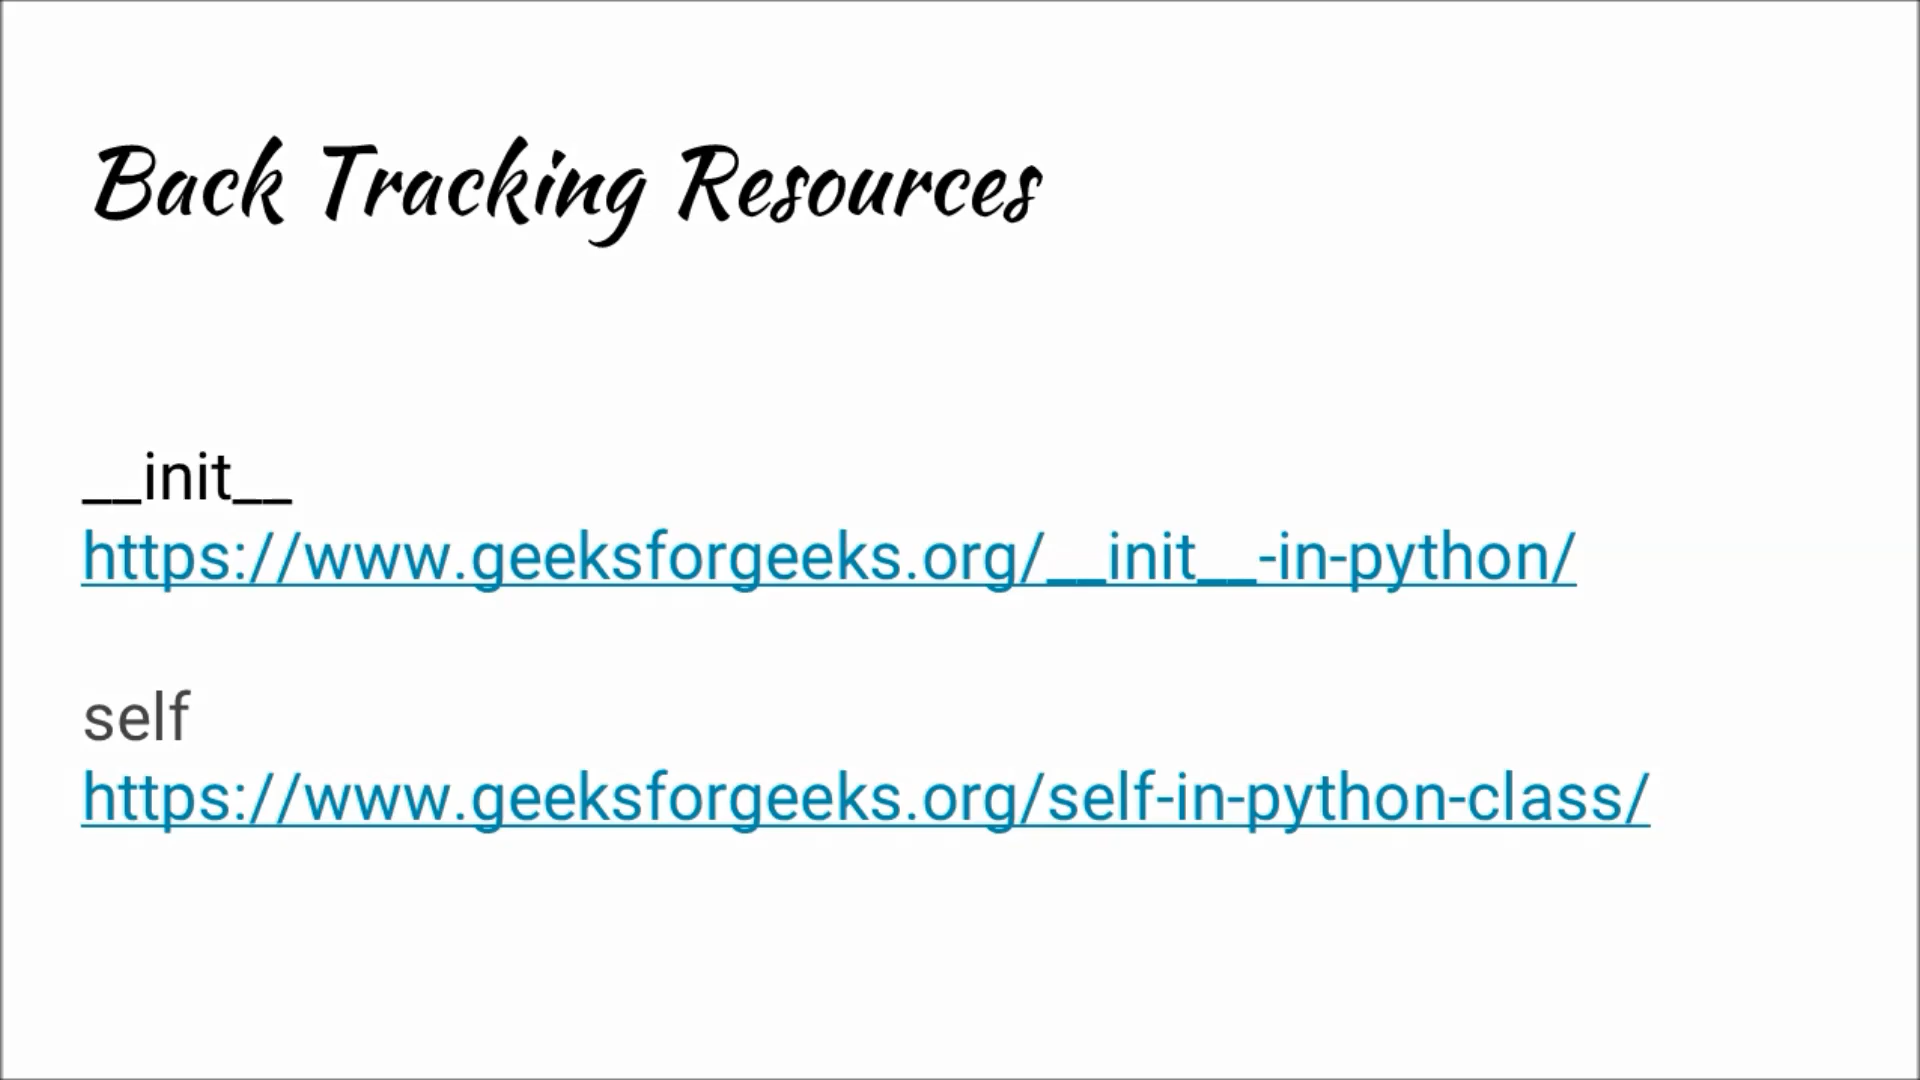 Back Tracking Resources
__init__
https://www.geeksforgeeks.org/__init__-in-python/
self
https://www.geeksforgeeks.org/self-in-python-class/